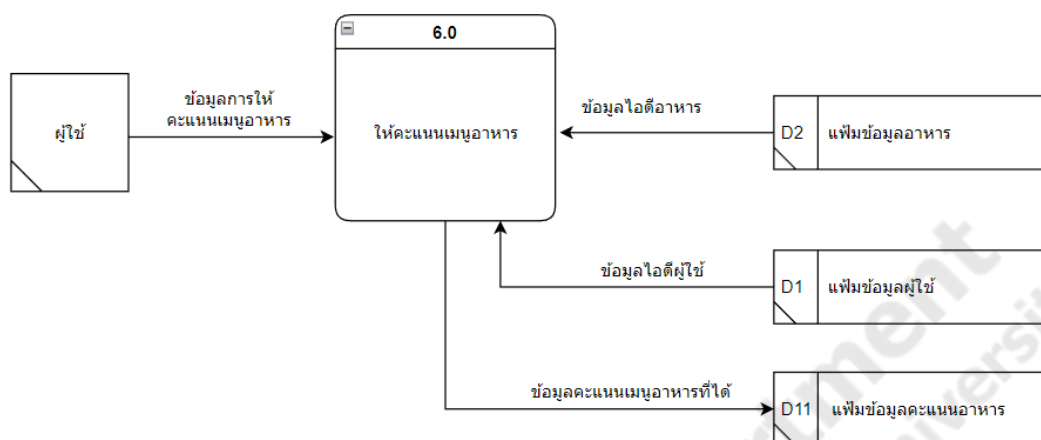 6.0
ข้อมูลการให้
คะแนนเมนูอาหาร
ผู้ใช้
ให้คะแนนเมนูอาหาร
ข้อมูลไอดีอาหาร
D2
แฟ้มข้อมูลอาหาร
ข้อมูลไอดีผู้ใช้
D1
แฟ้มข้อมูลผู้ใช้
ข้อมูลคะแนนเมนูอาหารที่ได้
D11
แฟ้มข้อมูลคะแนนอาหาร